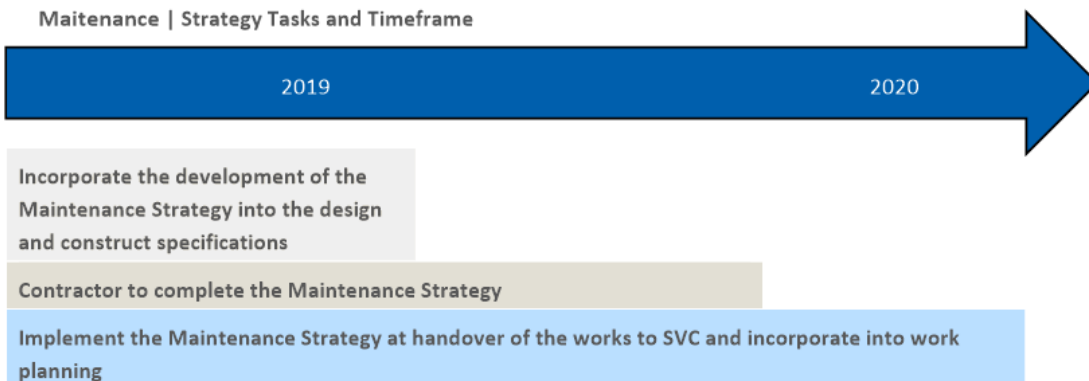 Maitenance | Strategy Tasks and Timeframe
2019 2020
Incorporate the development of the
Maintenance Strategy into the design
and construct specifications
Contractor to complete the Maintenance Strategy
Implement the Maintenance Strategy at handover of the works to SVC and incorporate into work
planning